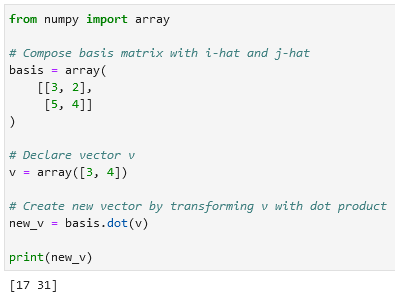 from numpy import array

# Compose basis matrix with i-hat and j-hat
basis = array(
    [[3, 2],
     [5, 4]]
)

# Declare vector v
v = array([3, 4])

# Create new vector by transforming v with dot product
new_v = basis.dot(v)

print(new_v)

[17 31]